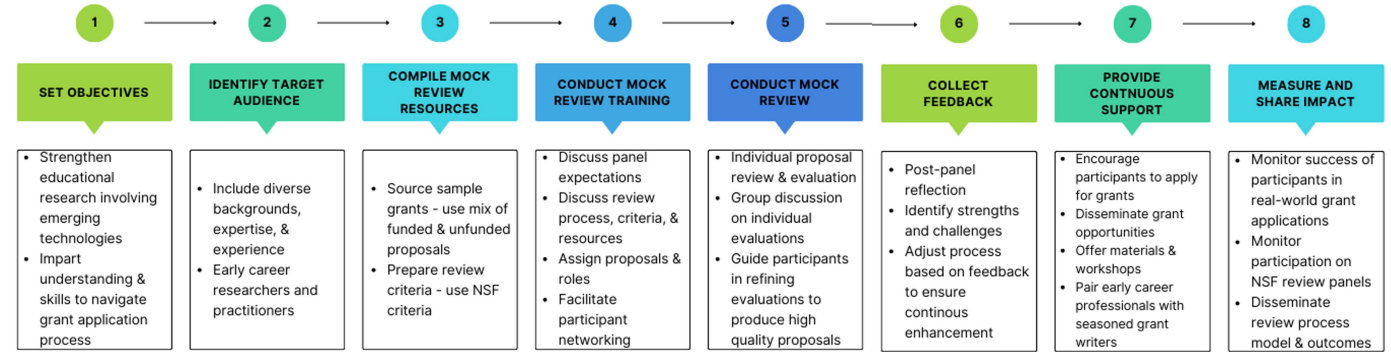 1
2
3
4
5
6
7
8
SET OBJECTIVES
IDENTIFY TARGET
AUDIENCE
COMPILE MOCK
REVIEW
RESOURCES
CONDUCT MOCK
REVIEW TRAINING
CONDUCT MOCK
REVIEW
COLLECT
FEEDBACK
PROVIDE
CONTNUOUS
SUPPORT
MEASURE AND
SHARE IMPACT
• Strengthen
educational
research involving
emerging
technologies
• Impart
understanding &
skills to navigate
grant application
process
• Include diverse
backgrounds,
expertise, &
experience
• Early career
researchers and
practitioners
• Source sample
grants - use mix of
funded & unfunded
proposals
• Prepare review
criteria - use NSF
criteria
• Discuss panel
expectations
• Discuss review
process, criteria, &
resources
• Assign proposals &
roles
• Facilitate
participant
networking
• Individual proposal
review & evaluation
• Group discussion
on individual
evaluations
• Guide participants
in refining
evaluations to
produce high
quality proposals
• Post-panel
reflection
• Identify strengths
and challenges
• Adjust process
based on feedback
to ensure
continous
enhancement
• Encourage
participants to apply
for grants
• Disseminate grant
opportunities
• Offer materials &
workshops
• Pair early career
professionals with
seasoned grant
writers
• Monitor success of
participants in
real-world grant
applications
• Monitor
participation on
NSF review panels
• Disseminate
review process
model & outcomes